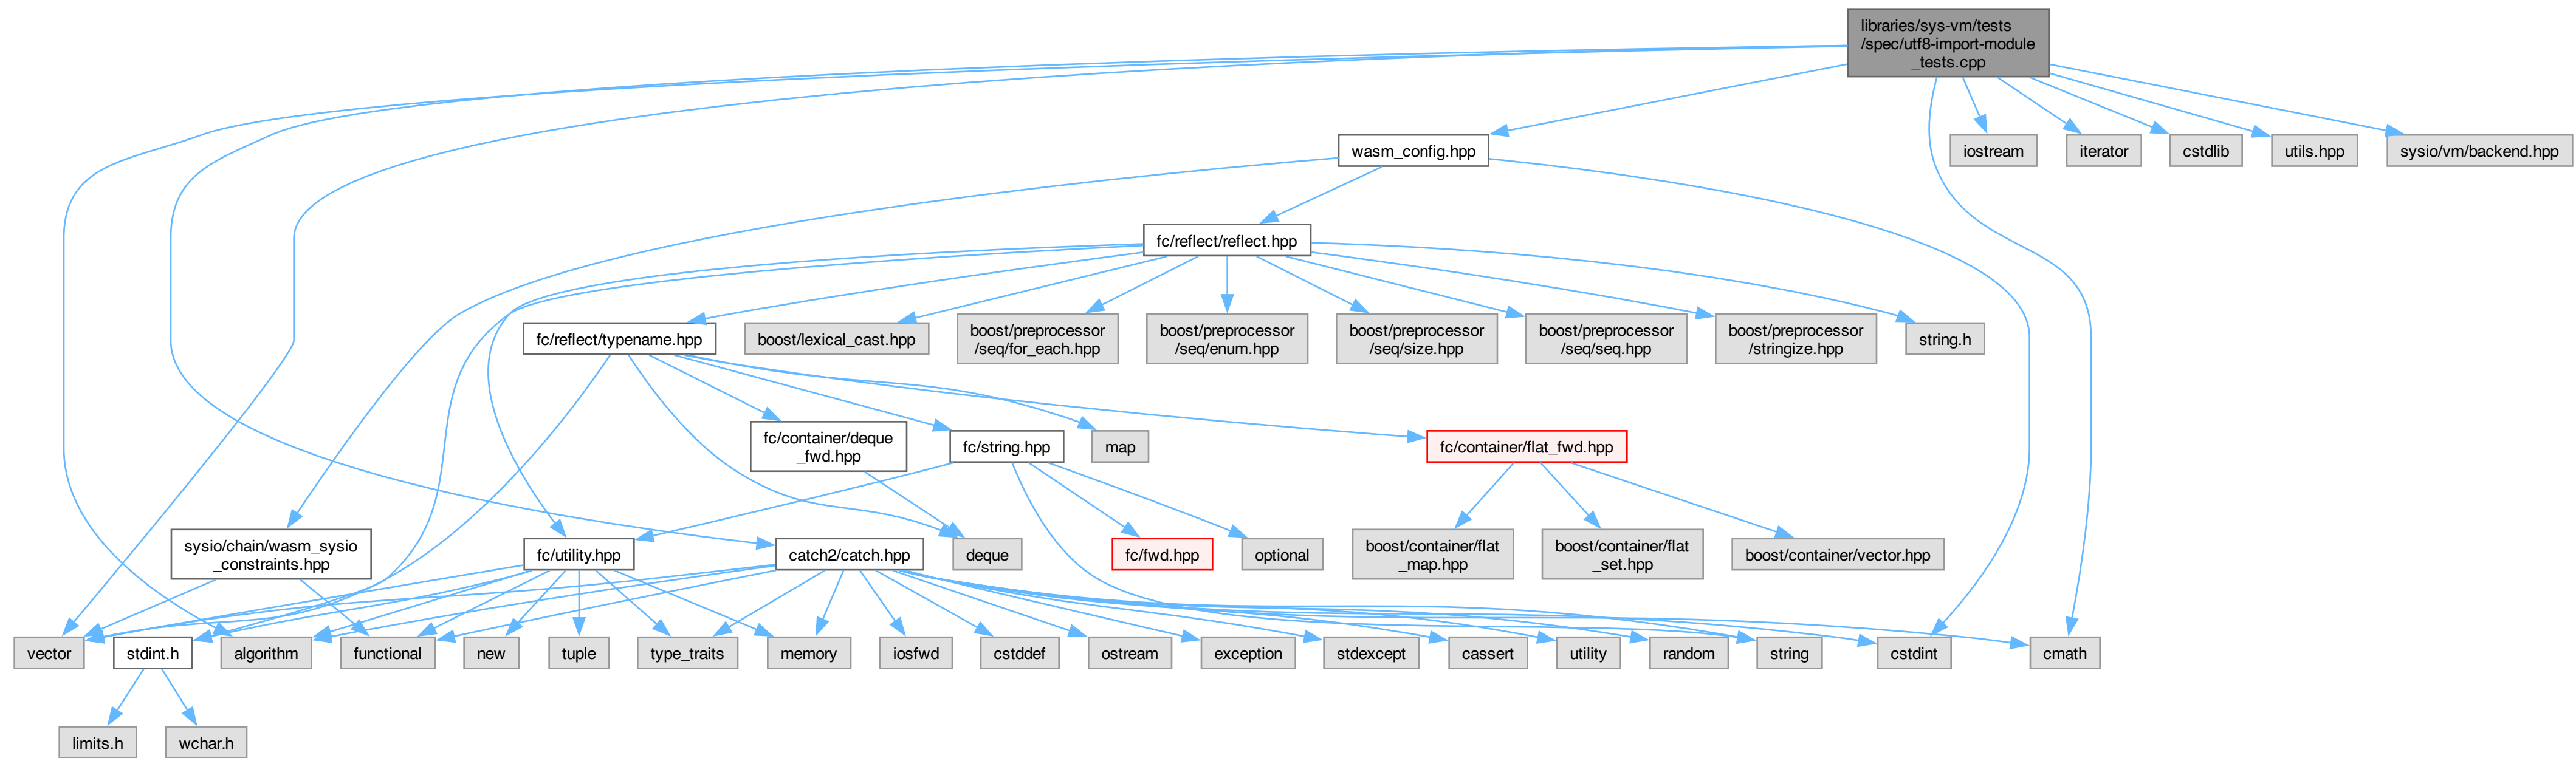 libraries/sys-vm/tests
/spec/utf8-import-module
_tests.cpp
wasm_config.hpp
iostream
iterator
cstdlib
utils.hpp
sysio/vm/backend.hpp
fc/reflect/reflect.hpp
fc/reflect/typename.hpp
boost/lexical_cast.hpp
boost/preprocessor
/seq/for_each.hpp
boost/preprocessor
/seq/enum.hpp
boost/preprocessor
/seq/size.hpp
boost/preprocessor
/seq/seq.hpp
boost/preprocessor
/stringize.hpp
string.h
fc/container/deque
_fwd.hpp
fc/string.hpp
map
fc/container/flat_fwd.hpp
sysio/chain/wasm_sysio
_constraints.hpp
fc/utility.hpp
catch2/catch.hpp
deque
fc/fwd.hpp
optional
boost/container/flat
_map.hpp
boost/container/flat
_set.hpp
boost/container/vector.hpp
vector
stdint.h
algorithm
functional
new
tuple
type_traits
memory
iosfwd
cstddef
ostream
exception
stdexcept
cassert
utility
random
string
cstdint
cmath
limits.h
wchar.h